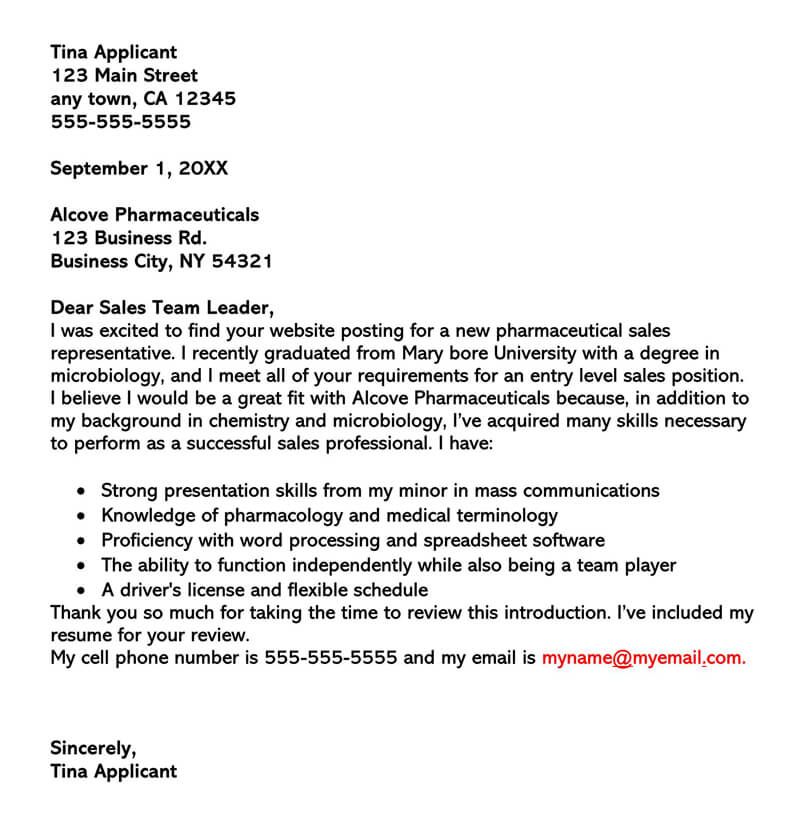 Tina Applicant
123 Main Street
any town, CA 12345
555-555-5555
September 1, 20XX
Alcove Pharmaceuticals
123 Business Rd.
Business City, NY 54321
Dear Sales Team Leader,
I was excited to find your website posting for a new pharmaceutical sales
representative. I recently graduated from Mary bore University with a degree in
microbiology, and I meet all of your requirements for an entry level sales position.
I believe I would be a great fit with Alcove Pharmaceuticals because, in addition to
my background in chemistry and microbiology, I’ve acquired many skills necessary
to perform as a successful sales professional. I have:
• Strong presentation skills from my minor in mass communications
• Knowledge of pharmacology and medical terminology
• Proficiency with word processing and spreadsheet software
• The ability to function independently while also being a team player
• A driver's license and flexible schedule
Thank you so much for taking the time to review this introduction. I’ve included my
resume for your review.
My cell phone number is 555-555-5555 and my email is myname@myemail.com.
Sincerely,
Tina Applicant